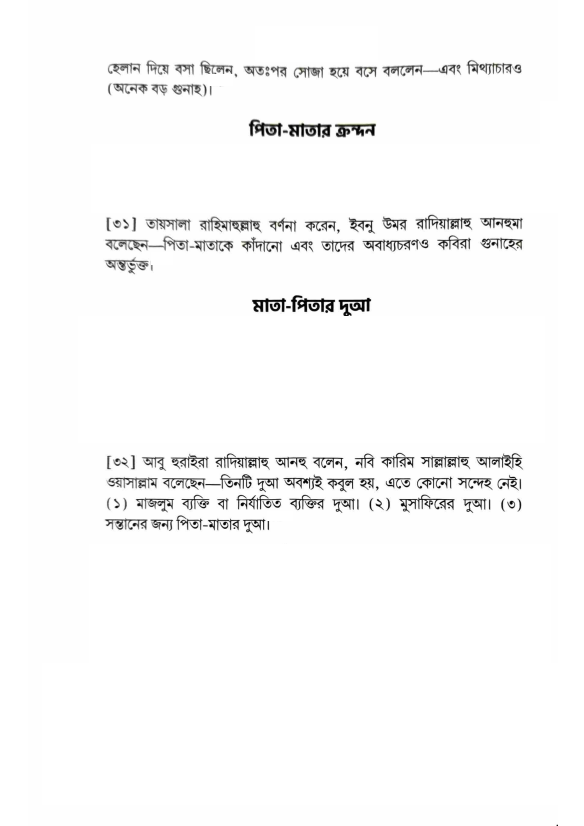 হেলান দিয়ে বসা ছিলেন, অতঃপর সোজা হয়ে বসে বললেন—এবং মিথ্যাচারও
(অনেক বড় গুনাহ)।
পিতা-মাতার ক্রন্দন
[৩১] তায়সালা রাহিমাহুল্লাহ বর্ণনা করেন, ইবনু উমর রাদিয়াল্লাহু আনহুমা
বলেছেন—পিতা-মাতাকে কাঁদানো এবং তাদের অবাধ্যচরণও কবিরা গুনাহের
অন্তর্ভুক্ত।
মাতা-পিতার দুআ
[৩২] আবু হুরাইরা রাদিয়াল্লাহু আনহু বলেন, নবি কারিম সাল্লাল্লাহু আলাইহি
ওয়াসাল্লাম বলেছেন—তিনটি দুআ অবশ্যই কবুল হয়, এতে কোনো সন্দেহ নেই।
(১) মাজলুম ব্যক্তি বা নির্যাতিত ব্যক্তির দুআ। (২) মুসাফিরের দুআ। (৩)
সন্তানের জন্য পিতা-মাতার দুআ।